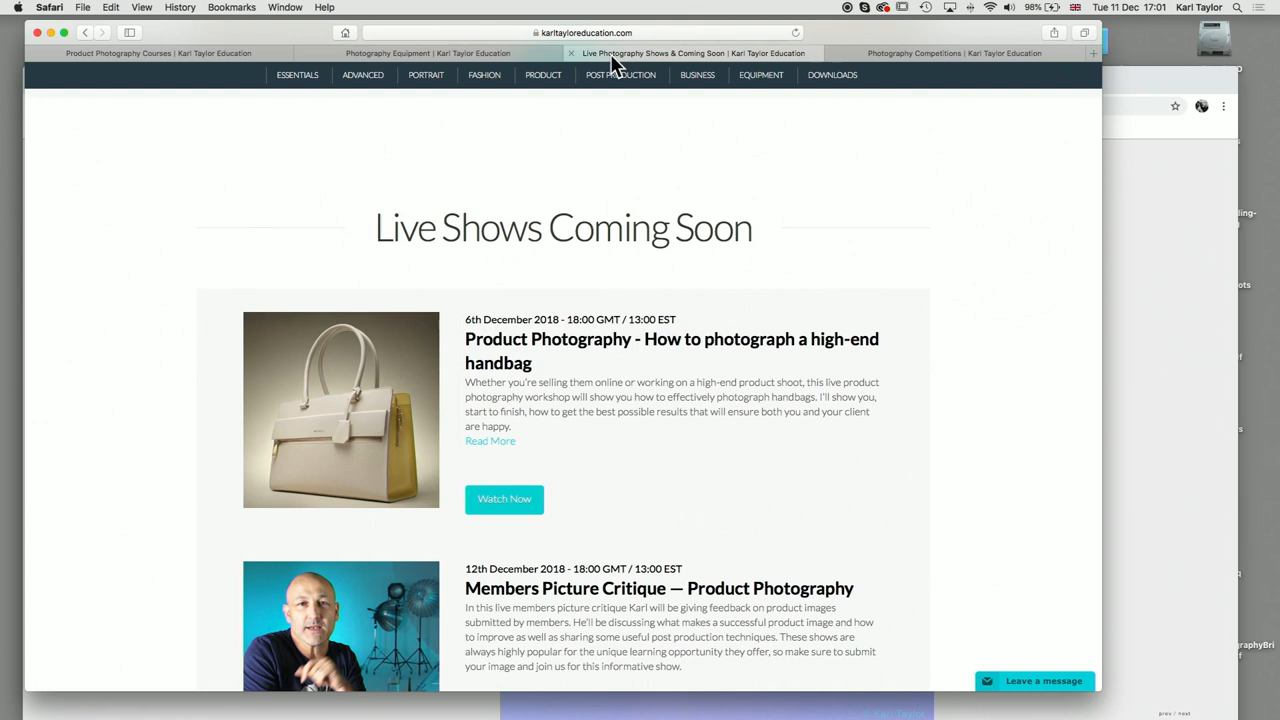 Safari File Edit View History Bookmarks Window Help 98% Tue 11 Dec 17:01 Karl Taylor
karltayloreducation.com
Product Photography Courses | Karl Taylor Education Photography Equipment | Karl Taylor Education Live Photography Shows & Coming Soon | Karl Taylor Education Photography Competitions | Karl Taylor Education
ESSENTIALS ADVANCED PORTRAIT FASHION PRODUCT POST PRODUCTION BUSINESS EQUIPMENT DOWNLOADS
Live Shows Coming Soon
6th December 2018 - 18:00 GMT / 13:00 EST
Product Photography - How to photograph a high-end
handbag
Whether you're selling them online or working on a high-end product shoot, this live product
photography workshop will show you how to effectively photograph handbags. I'll show you,
start to finish, how to get the best possible results that will ensure both you and your client
are happy.
Read More
Watch Now
12th December 2018 - 18:00 GMT / 13:00 EST
Members Picture Critique — Product Photography
In this live members picture critique Karl will be giving feedback on product images
submitted by members. He'll be discussing what makes a successful product image and how
to improve as well as sharing some useful post production techniques. These shows are
always highly popular for the unique learning opportunity they offer, so make sure to submit
your image and join us for this informative show.
Leave a message
© Karl Taylor
prev / next